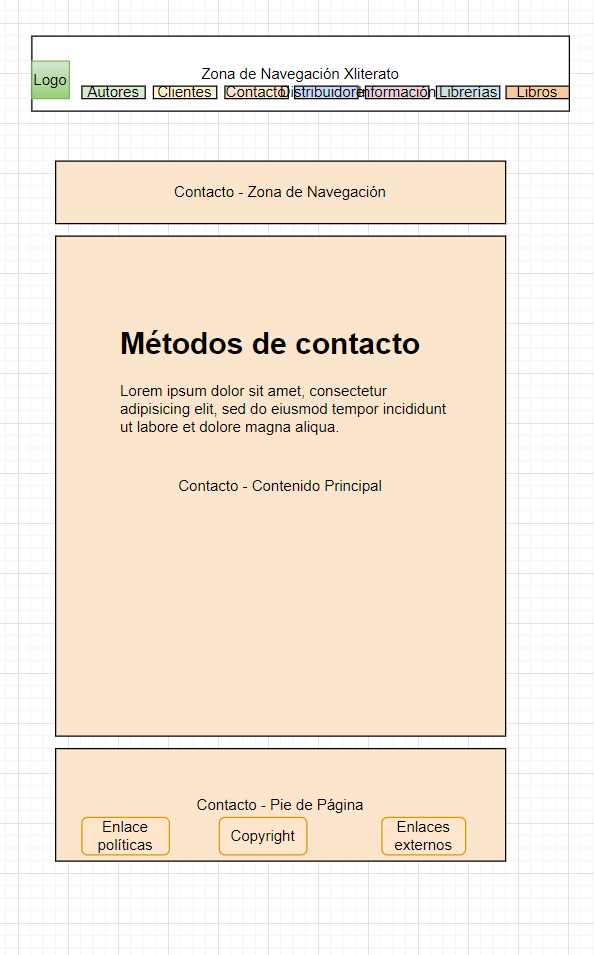 Zona de Navegación Xliterato
Logo
Autores Clientes Contacto Distribuidores Información Librerías Libros
Contacto - Zona de Navegación
Métodos de contacto
Lorem ipsum dolor sit amet, consectetur
adipisicing elit, sed do eiusmod tempor incididunt
ut labore et dolore magna aliqua.
Contacto - Contenido Principal
Contacto - Pie de Página
Enlace
políticas
Copyright
Enlaces
externos